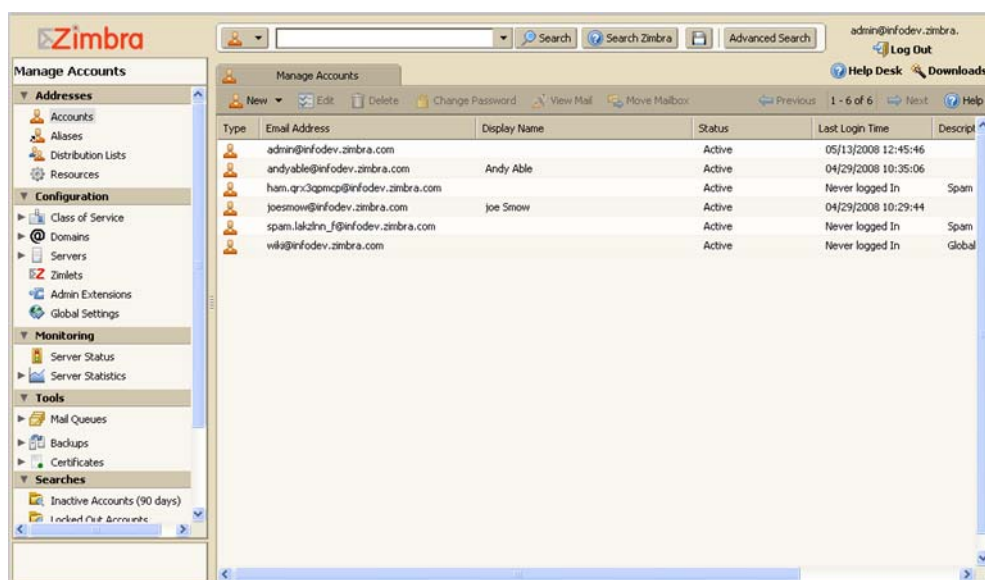 Zimbra
Search
Search Zimbra
Advanced Search
admin@infodev.zimbra.
Log Out
Help Desk
Downloads
Manage Accounts
Addresses
Accounts
Aliases
Distribution Lists
Resources
Configuration
Class of Service
Domains
Servers
Zimlets
Admin Extensions
Global Settings
Monitoring
Server Status
Server Statistics
Tools
Mail Queues
Backups
Certificates
Searches
Inactive Accounts (90 days)
Locked Out Accounts
Manage Accounts
New Edit Delete Change Password View Mail Move Mailbox Previous 1 - 6 of 6 Next Help
Type Email Address Display Name Status Last Login Time Descript
admin@infodev.zimbra.com Active 05/13/2008 12:45:46
andyable@infodev.zimbra.com Andy Able Active 04/29/2008 10:35:06
ham.qrx3qpmcp@infodev.zimbra.com Active Never logged In Spam
joesmow@infodev.zimbra.com joe Smow Active 04/29/2008 10:29:44
spam.lakzlnn_f@infodev.zimbra.com Active Never logged In Spam
wiki@infodev.zimbra.com Active Never logged In Global